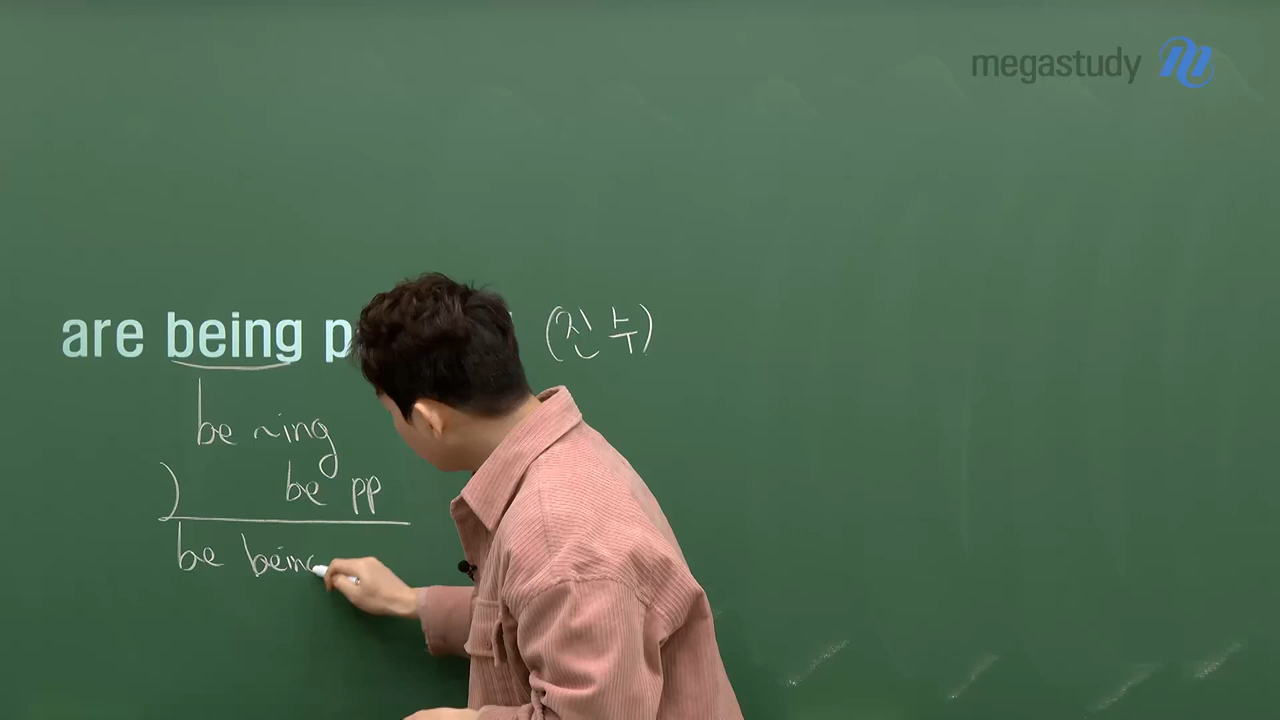 megastudy
are being p (진수)
be ~ing
) be pp
be being